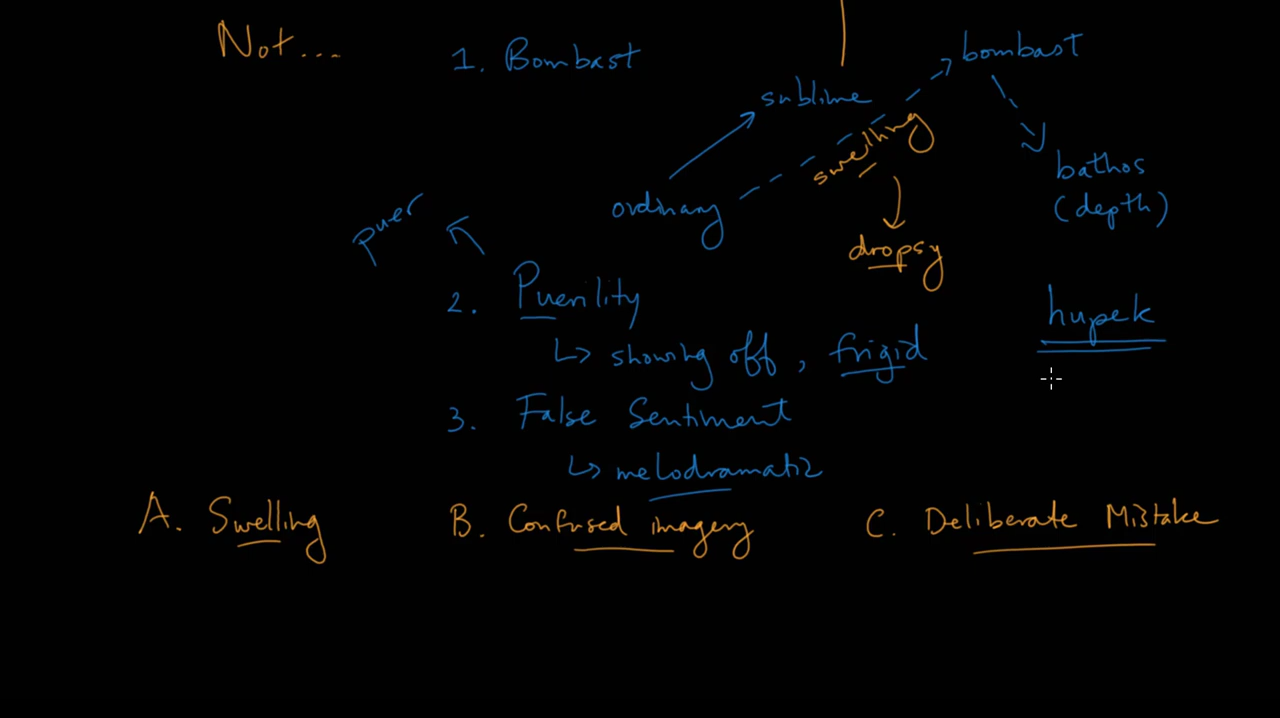 Not...
1. Bombast
sublime
bombast
swelling
bathos
(depth)
ordinary
puer
dropsy
2. Puerility
hupek
↳ showing off, frigid
3. False Sentiment
↳ melodramatic
A. Swelling
B. Confused imagery
C. Deliberate Mistake